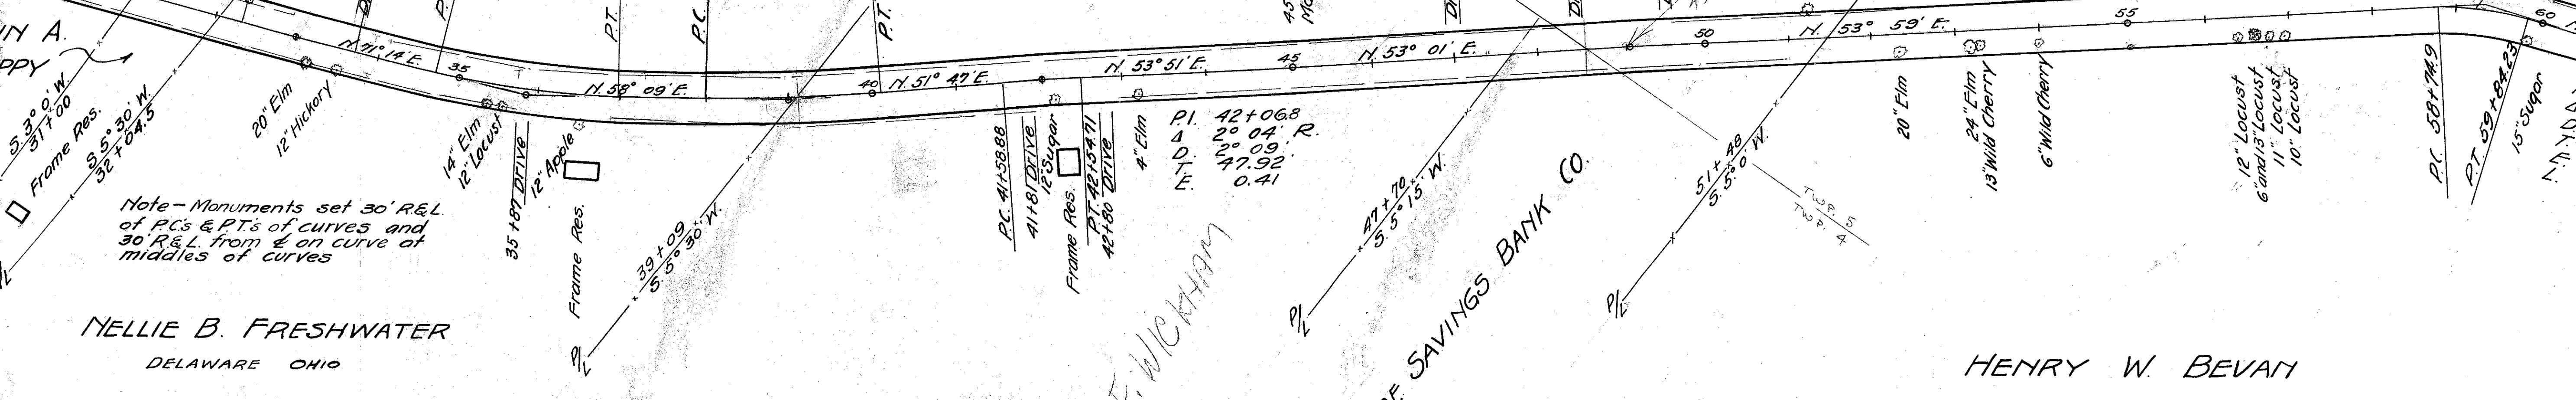 IN A.
PPY
S. 3° 0' W.
31+00
Frame Res.
S 5° 30' W.
32+04.5
20" Elm
12" Hickory
N. 71° 14' E.
35
14" Elm
12" Locust
35+87 Drive
12" Apple
Frame Res.
N. 58° 09' E.
P.T.
P.C.
P.T.
39+09
S. 5° 30' W.
P/L
40
N. 51° 47' E.
P.C. 41+58.88
41+81 Drive
12" Sugar
Frame Res.
P.T. 42+54.71
42+80 Drive
4" Elm
N. 53° 51' E.
P.I. 42+06.8
Δ 2° 04' R.
D. 2° 09'
T. 47.92
E. 0.41
45
N. 53° 01' E.
47+70
S. 5° 15' W.
P/L
50
51+48
S. 5° 0' W.
P/L
TWP. 5
TWP. 4
N. 53° 59' E.
20" Elm
24" Elm
13" Wild Cherry
6" Wild Cherry
55
12" Locust
6" and 13" Locust
11" Locust
10" Locust
P.C. 58+74.9
P.T. 59+84.23
15" Sugar
60
Note - Monuments set 30' R.& L.
of P.C's & P.T's of curves and
30' R.& L. from ℄ on curve at
middles of curves
NELLIE B. FRESHWATER
DELAWARE OHIO
F. WICKHAM
SAVINGS BANK CO.
HENRY W. BEVAN